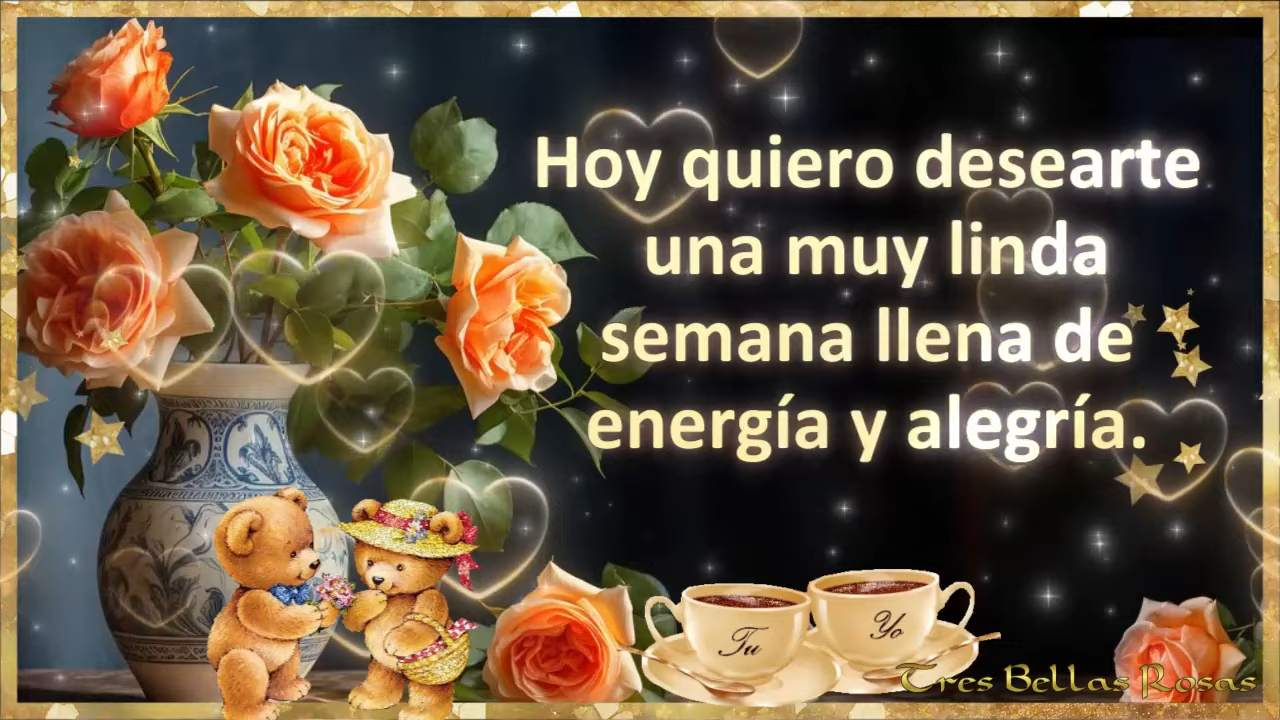 Hoy quiero desearte
una muy linda
semana llena de
energía y alegría.
Tu
Yo
Tres Bellas Rosas